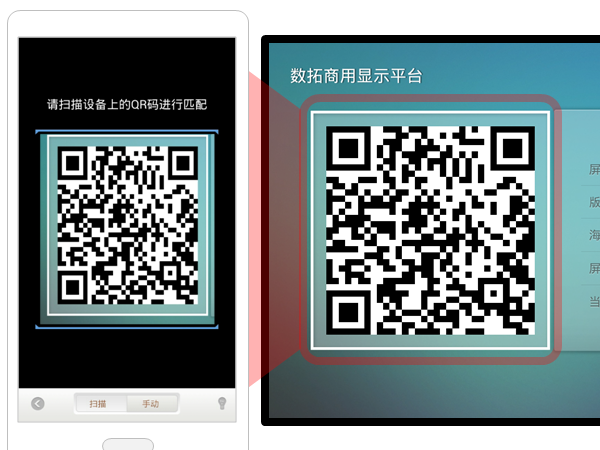 请扫描设备上的QR码进行匹配
扫描
手动
数拓商用显示平台
屏
版
海
屏
当